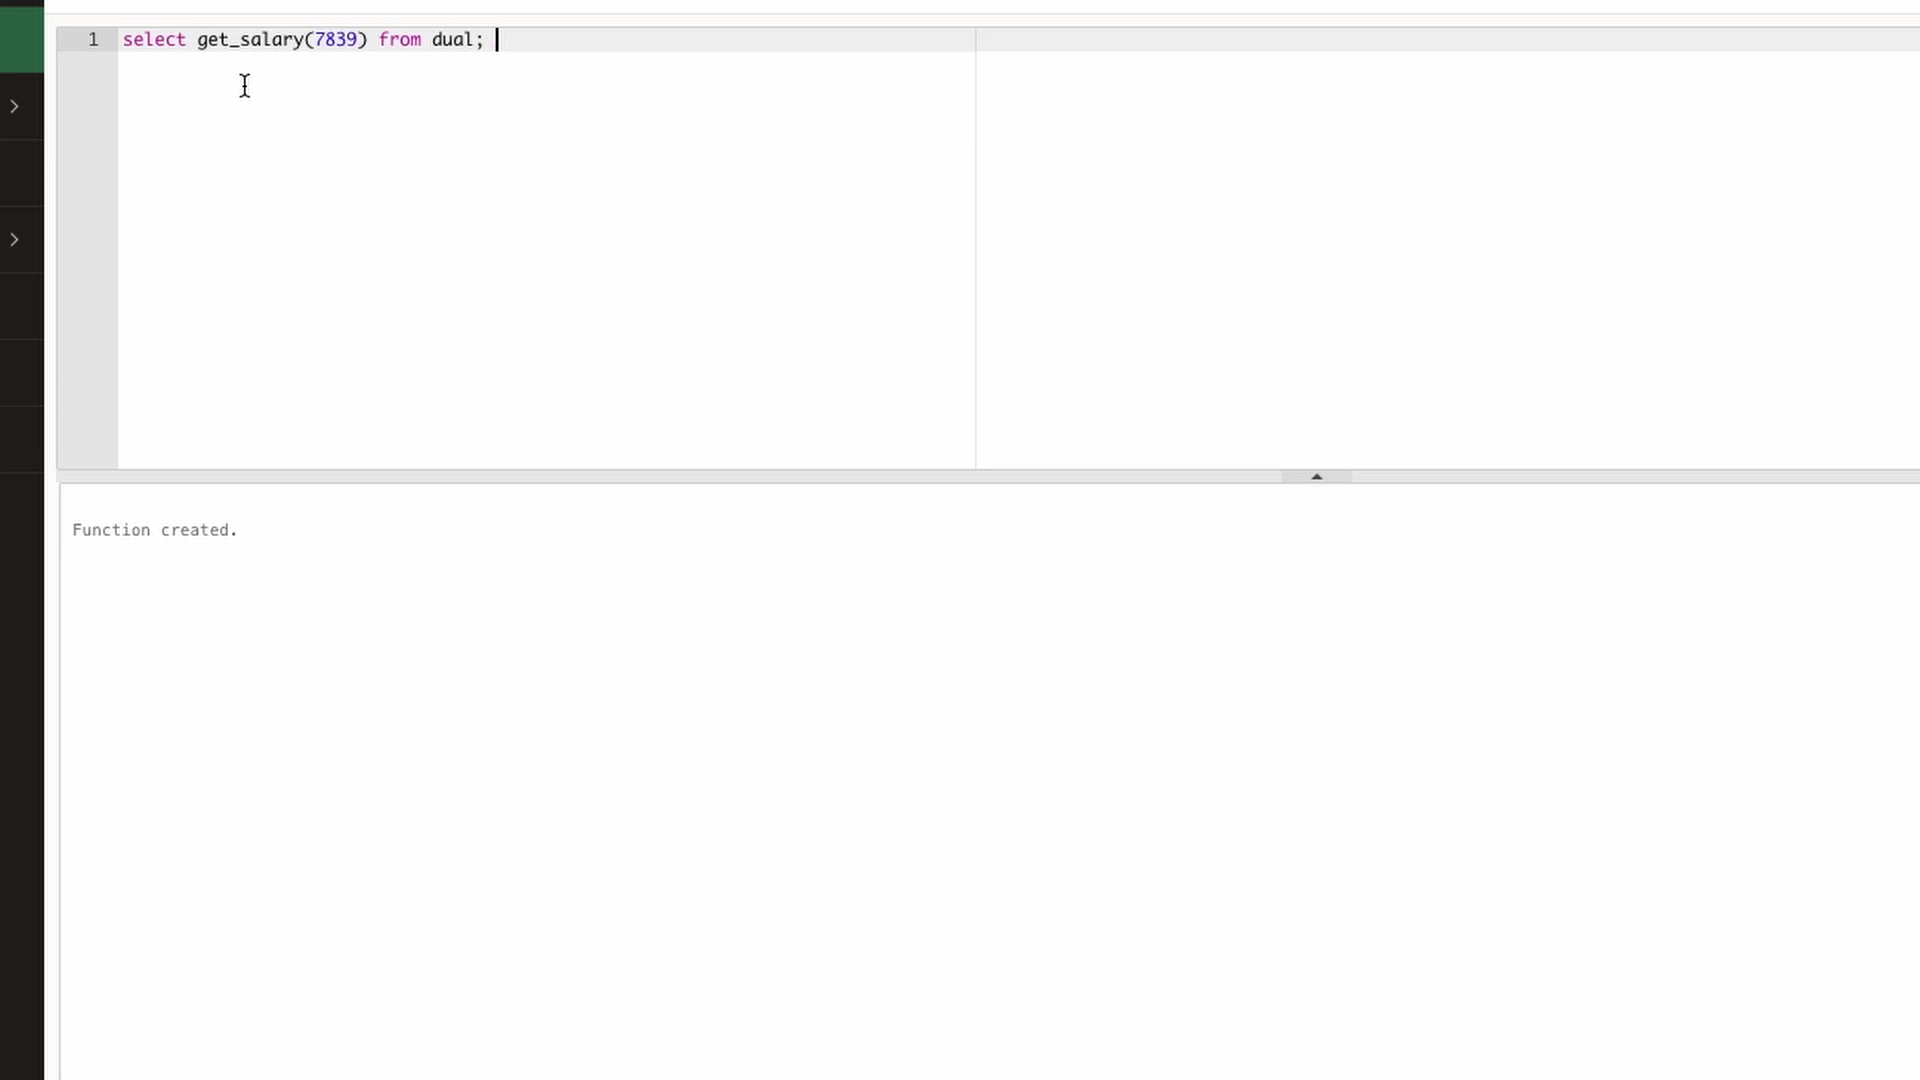 1 select get_salary(7839) from dual;
Function created.